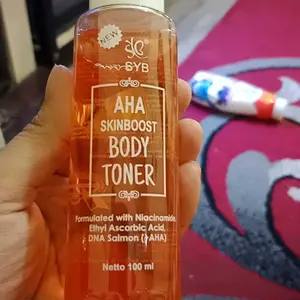 NEW
SYB
AHA
SKINBOOST
BODY
TONER
Formulated with Niacinamide,
Ethyl Ascorbic Acid,
DNA Salmon (+AHA)
Netto 100 ml